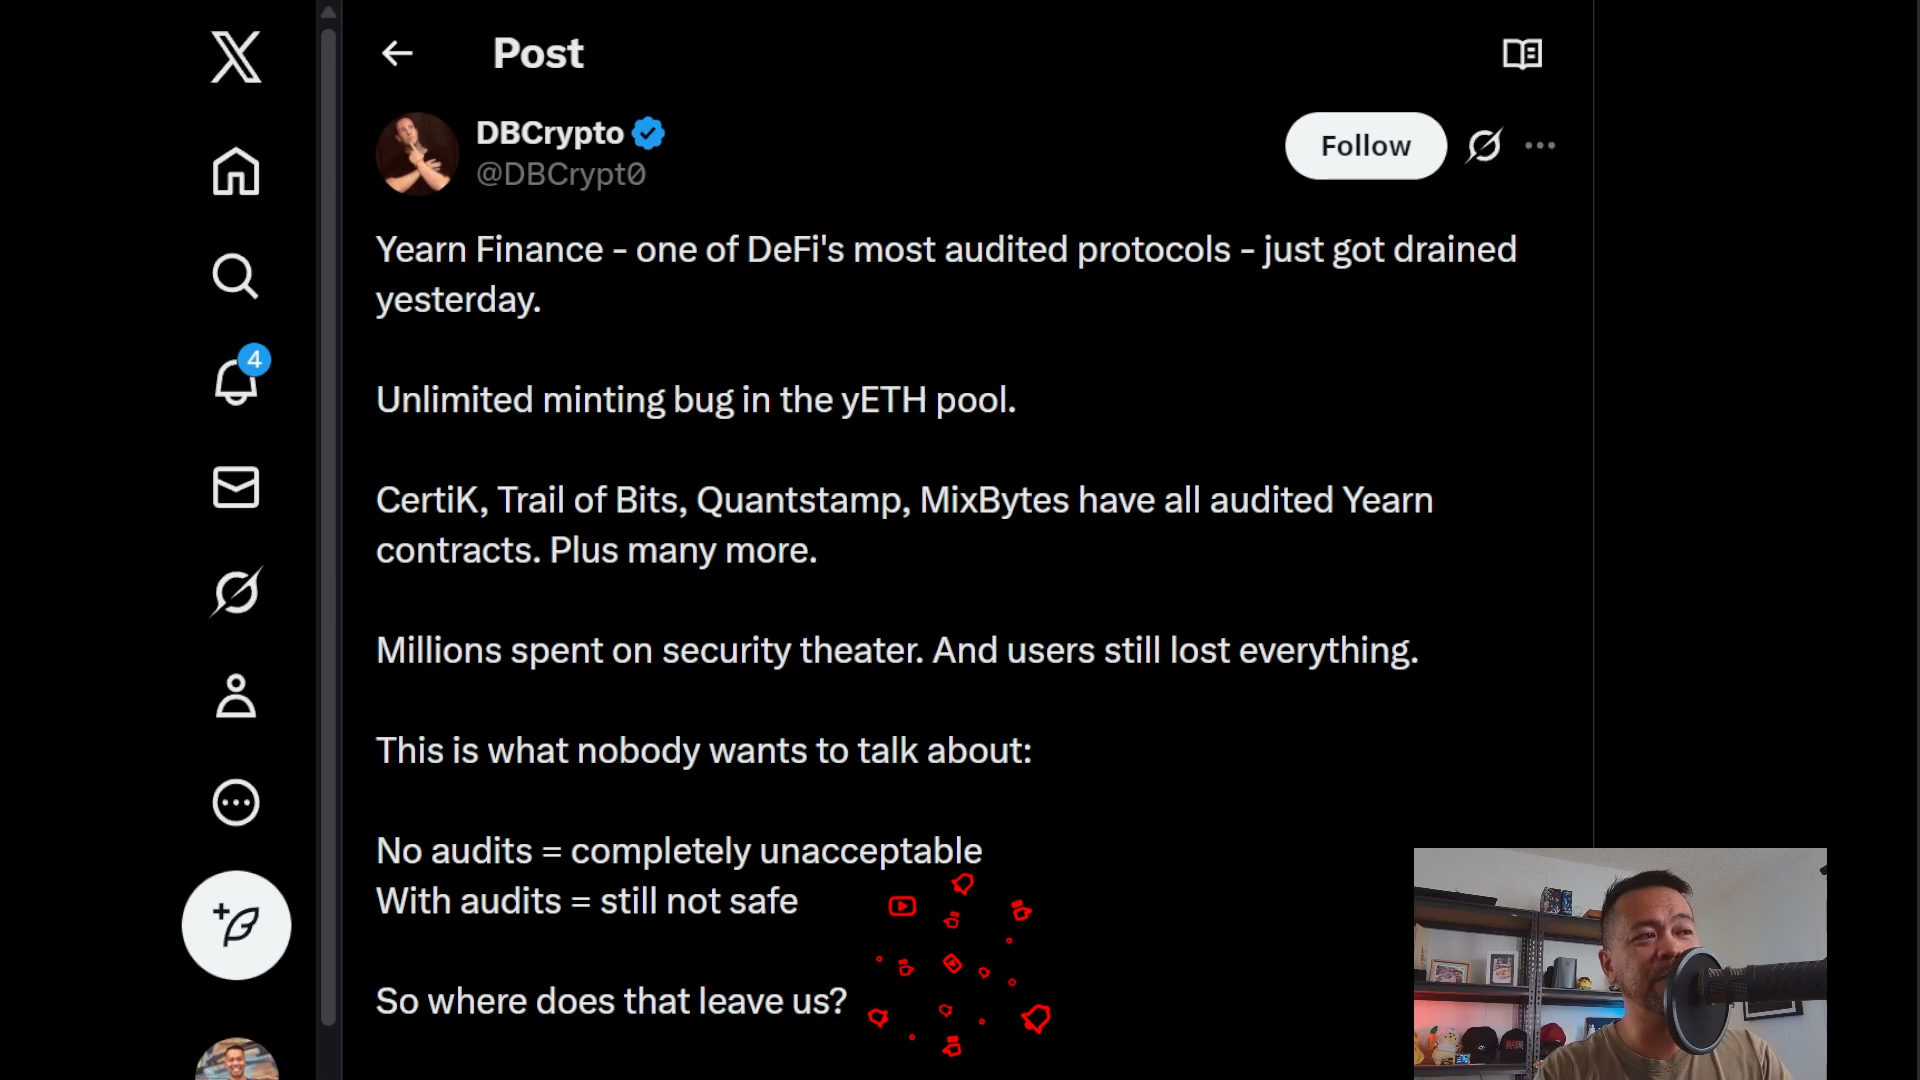 Post
DBCrypto
@DBCrypt0
Follow
Yearn Finance - one of DeFi's most audited protocols - just got drained
yesterday.
4
Unlimited minting bug in the yETH pool.
CertiK, Trail of Bits, Quantstamp, MixBytes have all audited Yearn
contracts. Plus many more.
Millions spent on security theater. And users still lost everything.
This is what nobody wants to talk about:
No audits = completely unacceptable
With audits = still not safe
So where does that leave us?